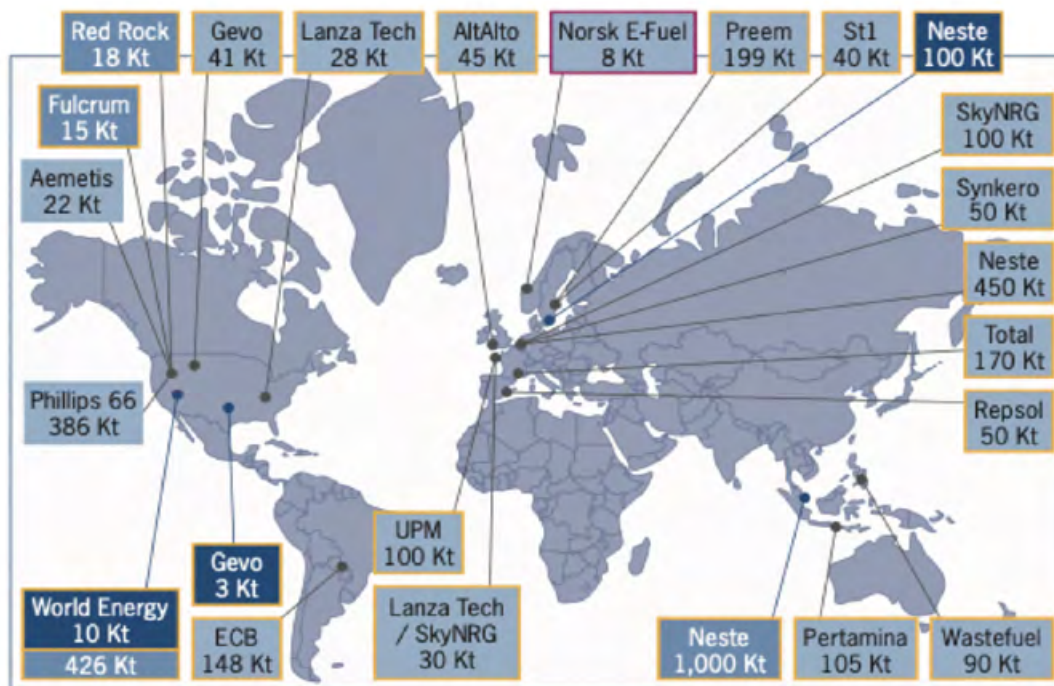 Red Rock
18 Kt
Gevo
41 Kt
Lanza Tech
28 Kt
AltAlto
45 Kt
Norsk E-Fuel
8 Kt
Preem
199 Kt
St1
40 Kt
Neste
100 Kt
Fulcrum
15 Kt
SkyNRG
100 Kt
Aemetis
22 Kt
Synkero
50 Kt
Neste
450 Kt
Total
170 Kt
Phillips 66
386 Kt
Repsol
50 Kt
UPM
100 Kt
Gevo
3 Kt
World Energy
10 Kt
426 Kt
ECB
148 Kt
Lanza Tech
/ SkyNRG
30 Kt
Neste
1,000 Kt
Pertamina
105 Kt
Wastefuel
90 Kt